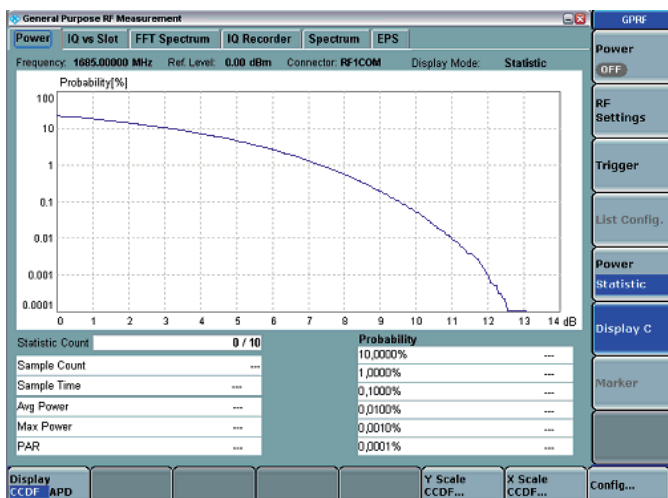 General Purpose RF Measurement
GPRF
Power IQ vs Slot FFT Spectrum IQ Recorder Spectrum EPS
Frequency: 1685.00000 MHz Ref. Level: 0.00 dBm Connector: RF1COM Display Mode: Statistic
Probability[%]
100
10
1
0.1
0.01
0.001
0.0001
0 1 2 3 4 5 6 7 8 9 10 11 12 13 14 dB
Statistic Count 0 / 10
Sample Count ---
Sample Time ---
Avg Power ---
Max Power ---
PAR ---
Probability
10,0000% ---
1,0000% ---
0,1000% ---
0,0100% ---
0,0010% ---
0,0001% ---
Power
OFF
RF
Settings
Trigger
List Config.
Power
Statistic
Display C
Marker
Display
CCDF APD
Y Scale
CCDF...
X Scale
CCDF...
Config...